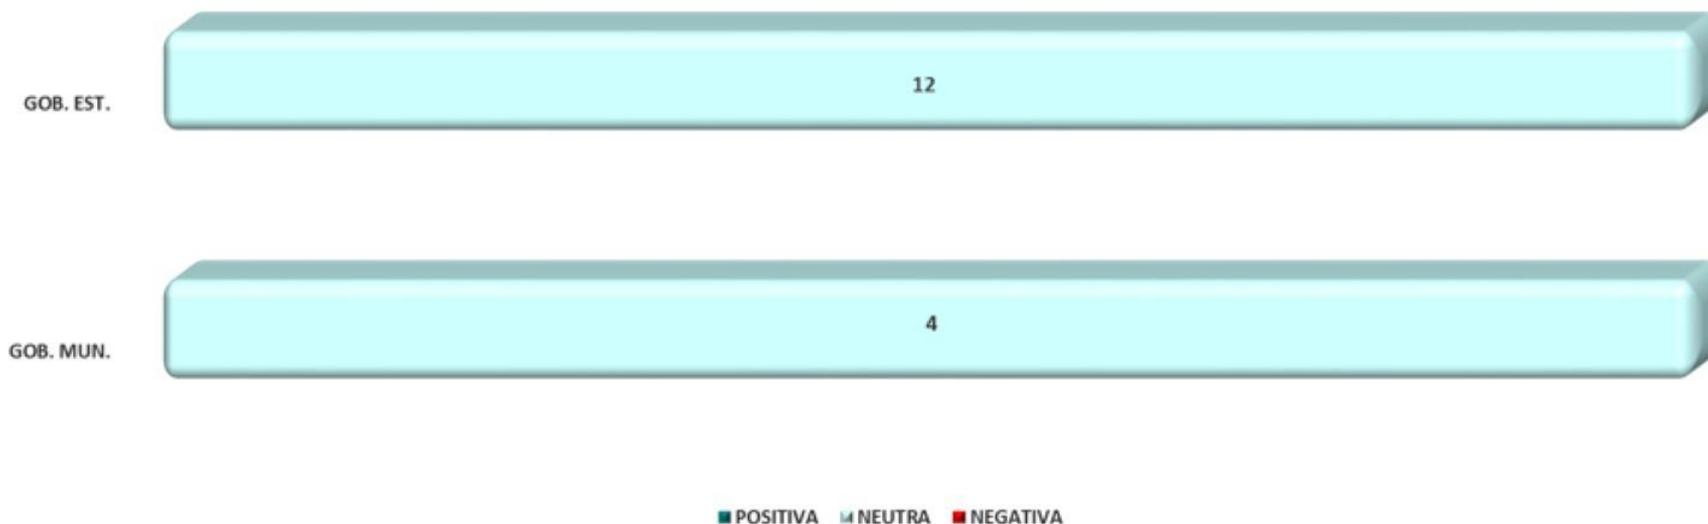 12
GOB. EST.
4
GOB. MUN.
POSITIVA NEUTRA NEGATIVA